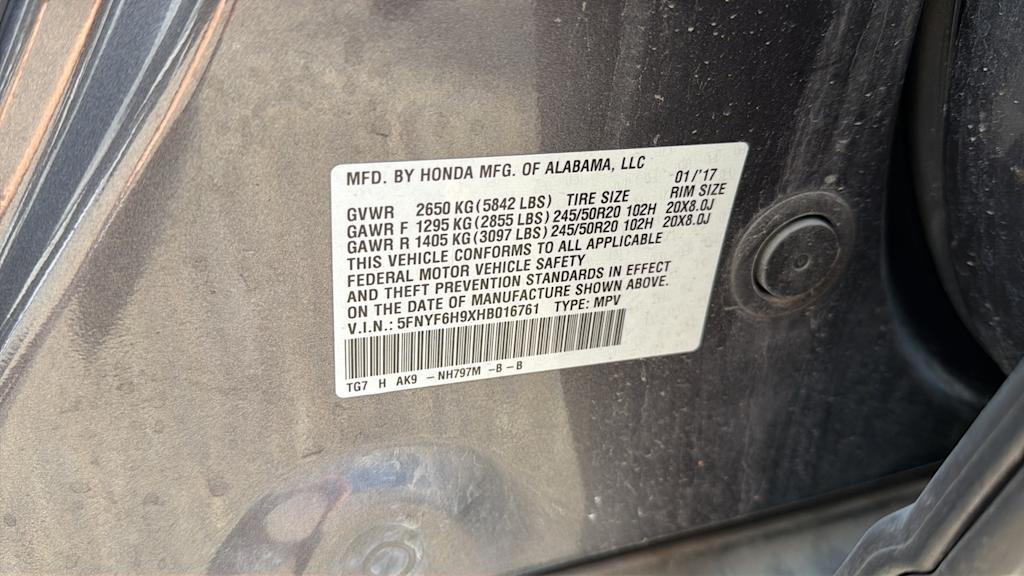 MFD. BY HONDA MFG. OF ALABAMA, LLC 01/'17
GVWR 2650 KG (5842 LBS) TIRE SIZE RIM SIZE
GAWR F 1295 KG (2855 LBS) 245/50R20 102H 20X8.0J
GAWR R 1405 KG (3097 LBS) 245/50R20 102H 20X8.0J
THIS VEHICLE CONFORMS TO ALL APPLICABLE
FEDERAL MOTOR VEHICLE SAFETY
AND THEFT PREVENTION STANDARDS IN EFFECT
ON THE DATE OF MANUFACTURE SHOWN ABOVE.
V.I.N.: 5FNYF6H9XHB016761 TYPE: MPV
TG7 H AK9 -NH797M -B -B